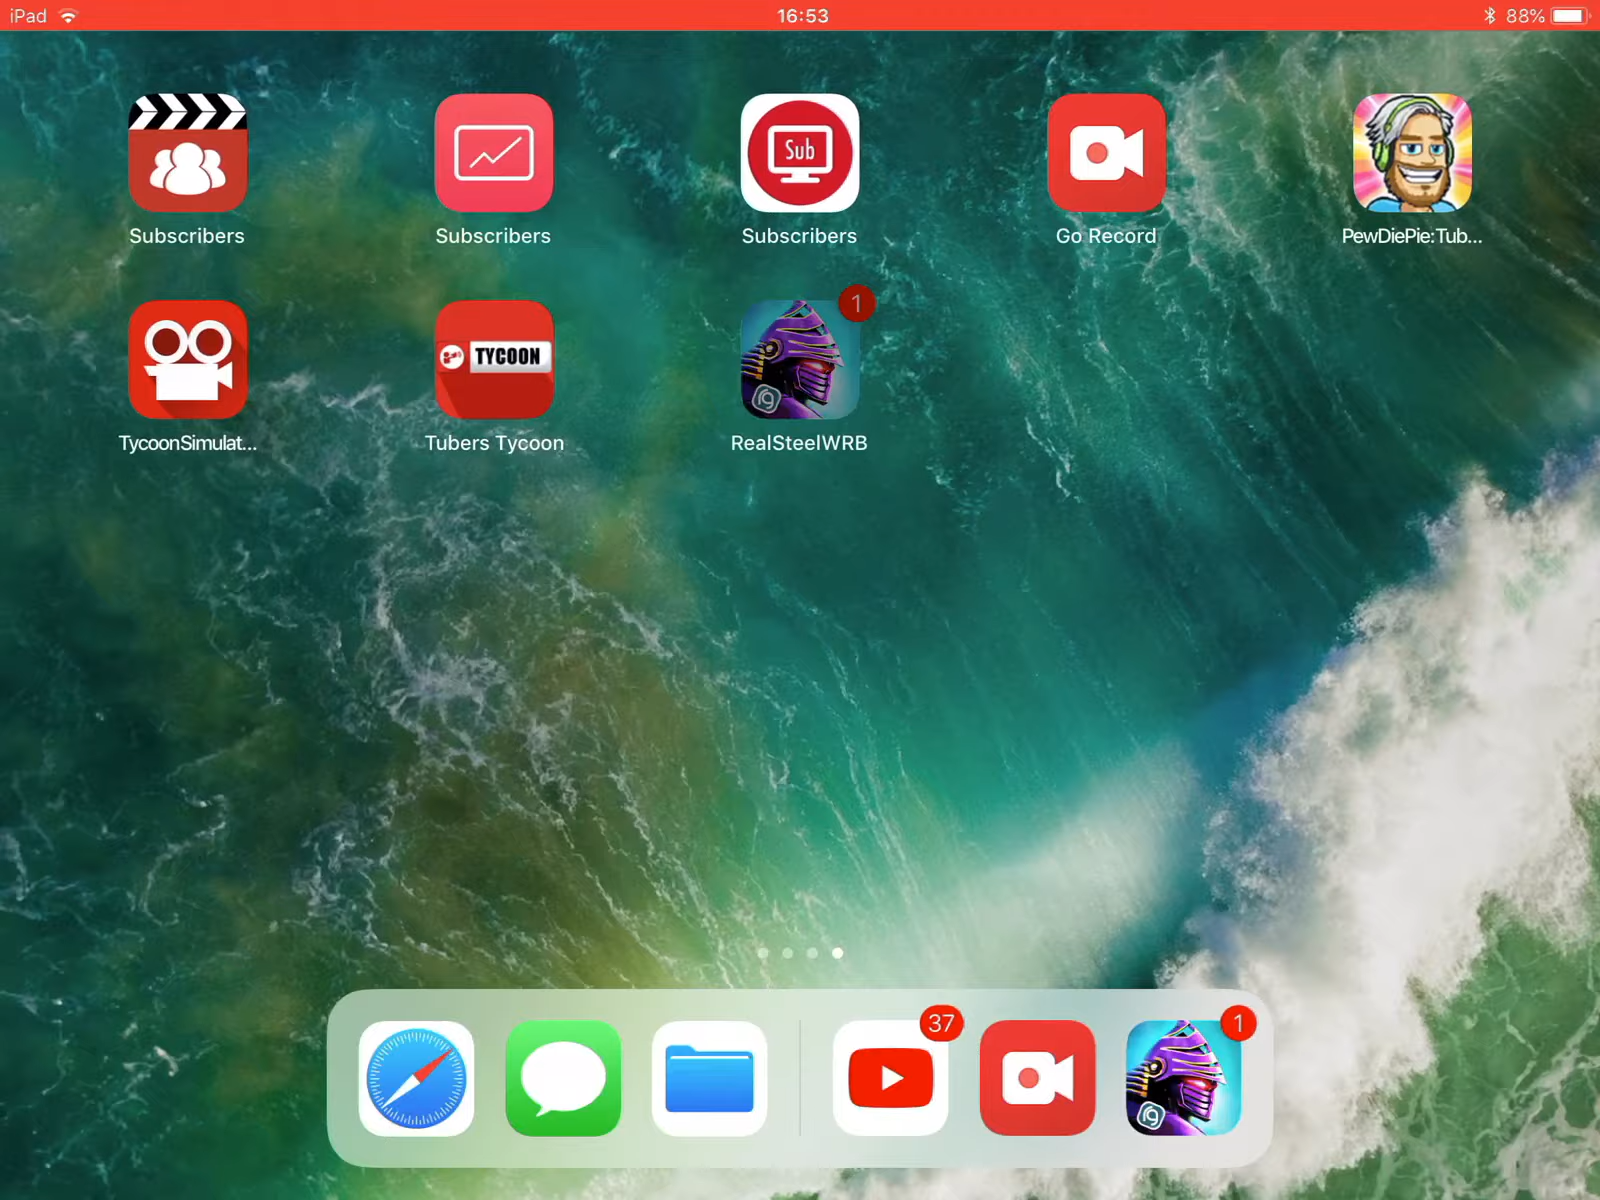 iPad 16:53 88%
Subscribers Subscribers Sub Subscribers Go Record PewDiePie:Tub...
TycoonSimulat... TYCOON Tubers Tycoon 1 RealSteelWRB
37 1